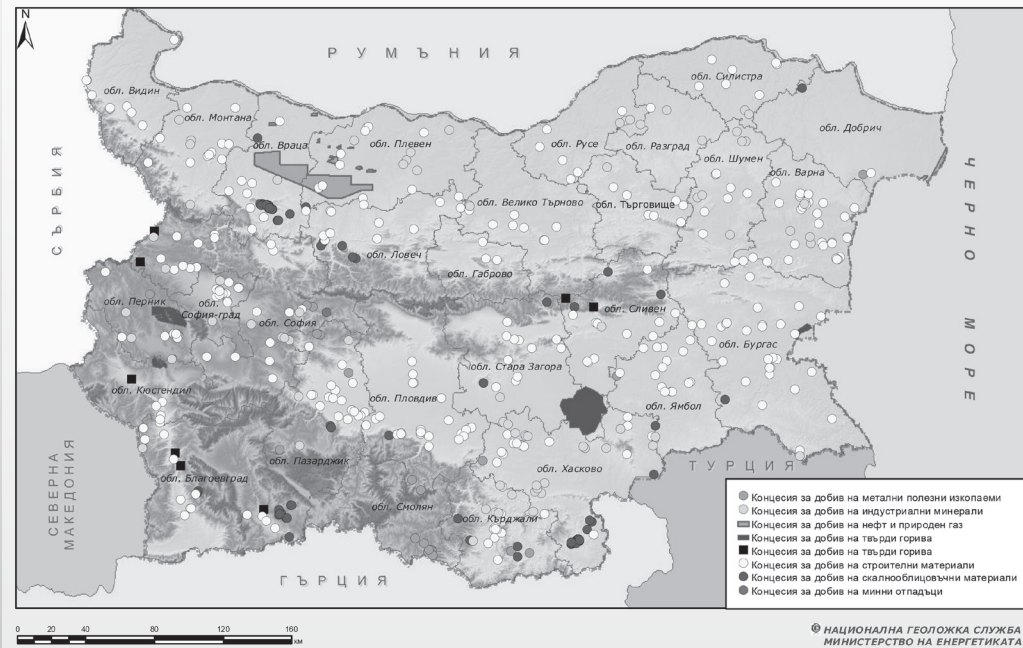 N
РУМЪНИЯ
СЪРБИЯ
ЧЕРНО МОРЕ
СЕВЕРНА
МАКЕДОНИЯ
ГЪРЦИЯ
ТУРЦИЯ
обл. Видин
обл. Монтана
обл. Враца
обл. Плевен
обл. Русе
обл. Разград
обл. Силистра
обл. Добрич
обл. Шумен
обл. Варна
обл. Търговище
обл. Велико Търново
обл. Ловеч
обл. Габрово
обл. Перник
обл.
София-град
обл. София
обл. Сливен
обл. Бургас
обл. Стара Загора
обл. Кюстендил
обл. Пловдив
обл. Ямбол
обл. Пазарджик
обл. Хасково
обл. Благоевград
обл. Смолян
обл. Кърджали
Концесия за добив на метални полезни изкопаеми
Концесия за добив на индустриални минерали
Концесия за добив на нефт и природен газ
Концесия за добив на твърди горива
Концесия за добив на твърди горива
Концесия за добив на строителни материали
Концесия за добив на скалнооблицовъчни материали
Концесия за добив на минни отпадъци
0 20 40 80 120 160
км
© НАЦИОНАЛНА ГЕОЛОЖКА СЛУЖБА
МИНИСТЕРСТВО НА ЕНЕРГЕТИКАТА